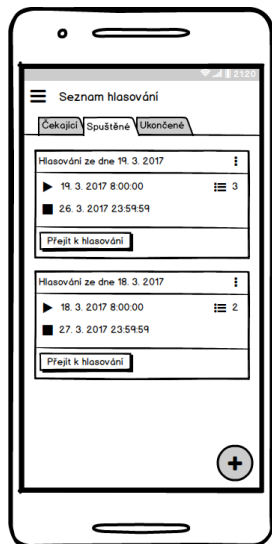 2120
Seznam hlasování
Čekající Spuštěné Ukončené
Hlasování ze dne 19. 3. 2017
19. 3. 2017 8:00:00 3
26. 3. 2017 23:59:59
Přejít k hlasování
Hlasování ze dne 18. 3. 2017
18. 3. 2017 8:00:00 2
27. 3. 2017 23:59:59
Přejít k hlasování